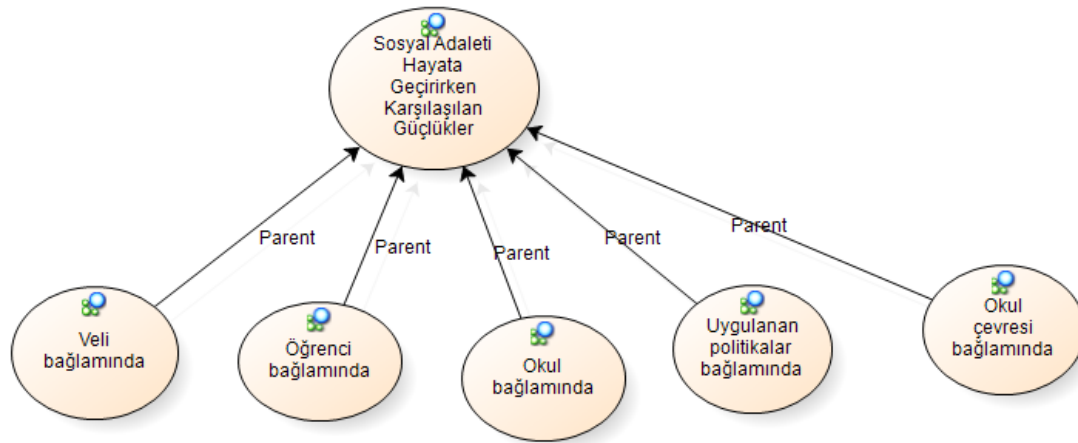 Sosyal Adaleti
Hayata
Geçirirken
Karşılaşılan
Güçlükler
Parent
Parent
Parent
Parent
Parent
Veli
bağlamında
Öğrenci
bağlamında
Okul
bağlamında
Uygulanan
politikalar
bağlamında
Okul
çevresi
bağlamında